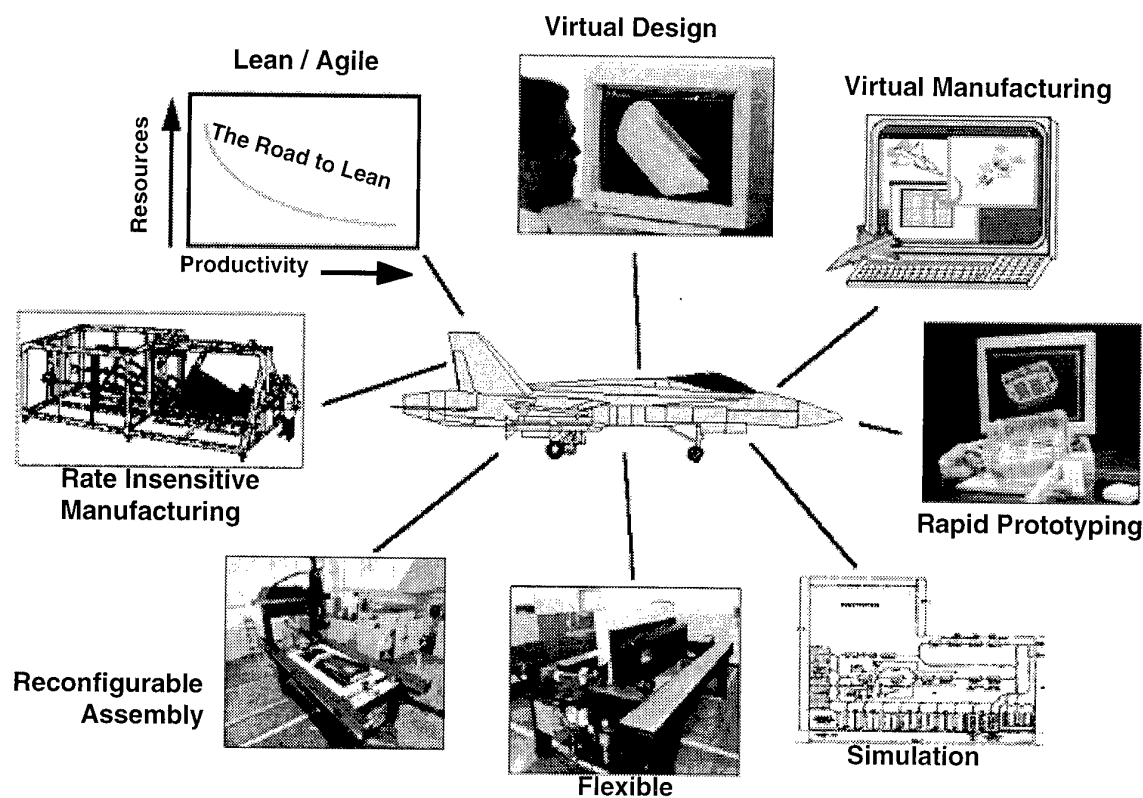 Virtual Design
Lean / Agile
Virtual Manufacturing
Resources
The Road to Lean
Productivity
Rate Insensitive
Manufacturing
Rapid Prototyping
Reconfigurable
Assembly
Flexible
Simulation